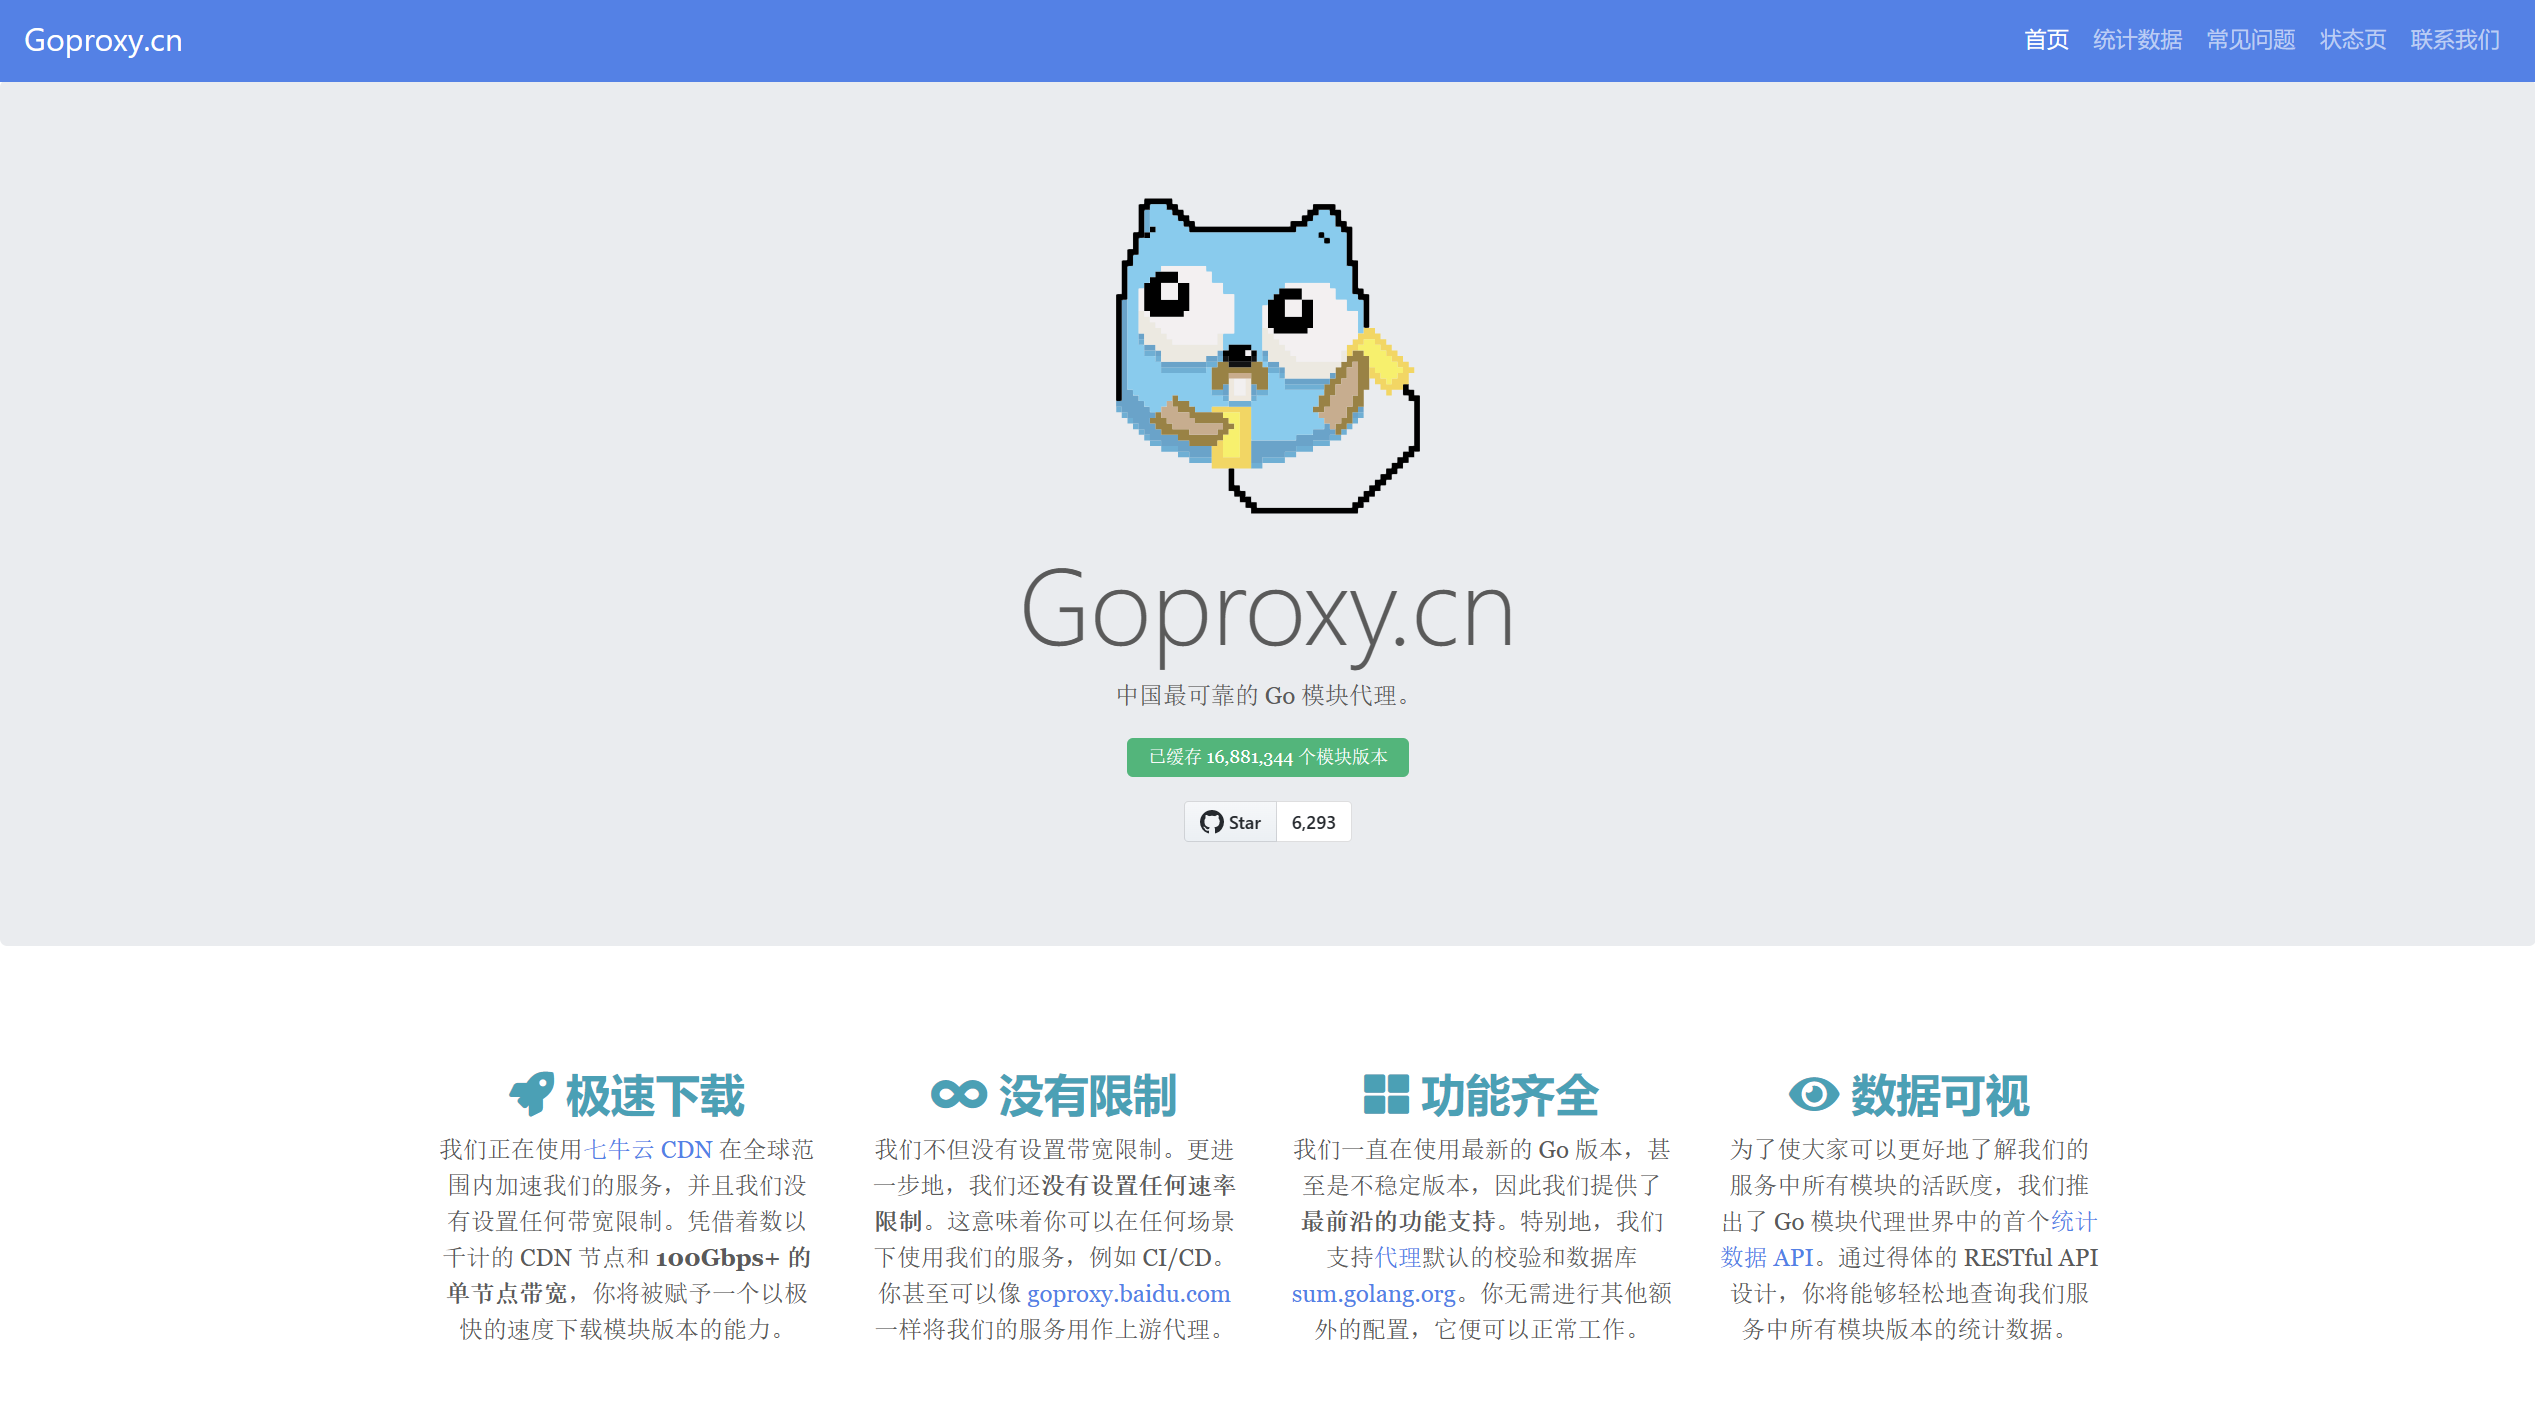 Goproxy.cn
首页 统计数据 常见问题 状态页 联系我们
Goproxy.cn
中国最可靠的 Go 模块代理。
已缓存 16,881,344 个模块版本
Star 6,293
极速下载
我们正在使用七牛云 CDN 在全球范
围内加速我们的服务，并且我们没
有设置任何带宽限制。凭借着数以
千计的 CDN 节点和 100Gbps+ 的
单节点带宽，你将被赋予一个以极
快的速度下载模块版本的能力。
没有限制
我们不但没有设置带宽限制。更进
一步地，我们还没有设置任何速率
限制。这意味着你可以在任何场景
下使用我们的服务，例如 CI/CD。
你甚至可以像 goproxy.baidu.com
一样将我们的服务用作上游代理。
功能齐全
我们一直在使用最新的 Go 版本，甚
至是不稳定版本，因此我们提供了
最前沿的功能支持。特别地，我们
支持代理默认的校验和数据库
sum.golang.org。你无需进行其他额
外的配置，它便可以正常工作。
数据可视
为了使大家可以更好地了解我们的
服务中所有模块的活跃度，我们推
出了 Go 模块代理世界中的首个统计
数据 API。通过得体的 RESTful API
设计，你将能够轻松地查询我们服
务中所有模块版本的统计数据。